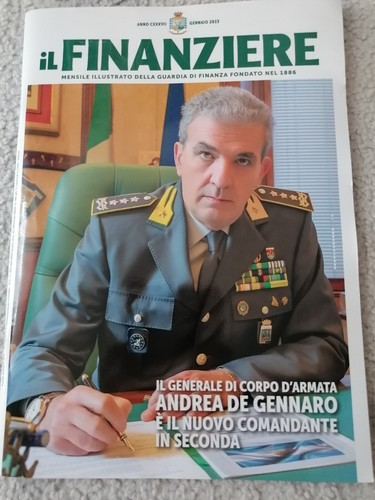 ANNO CXXXVII
GENNAIO 2023
IL FINANZIERE
MENSILE ILLUSTRATO DELLA GUARDIA DI FINANZA FONDATO NEL 1886
IL GENERALE DI CORPO D'ARMATA
ANDREA DE GENNARO
È IL NUOVO COMANDANTE
IN SECONDA